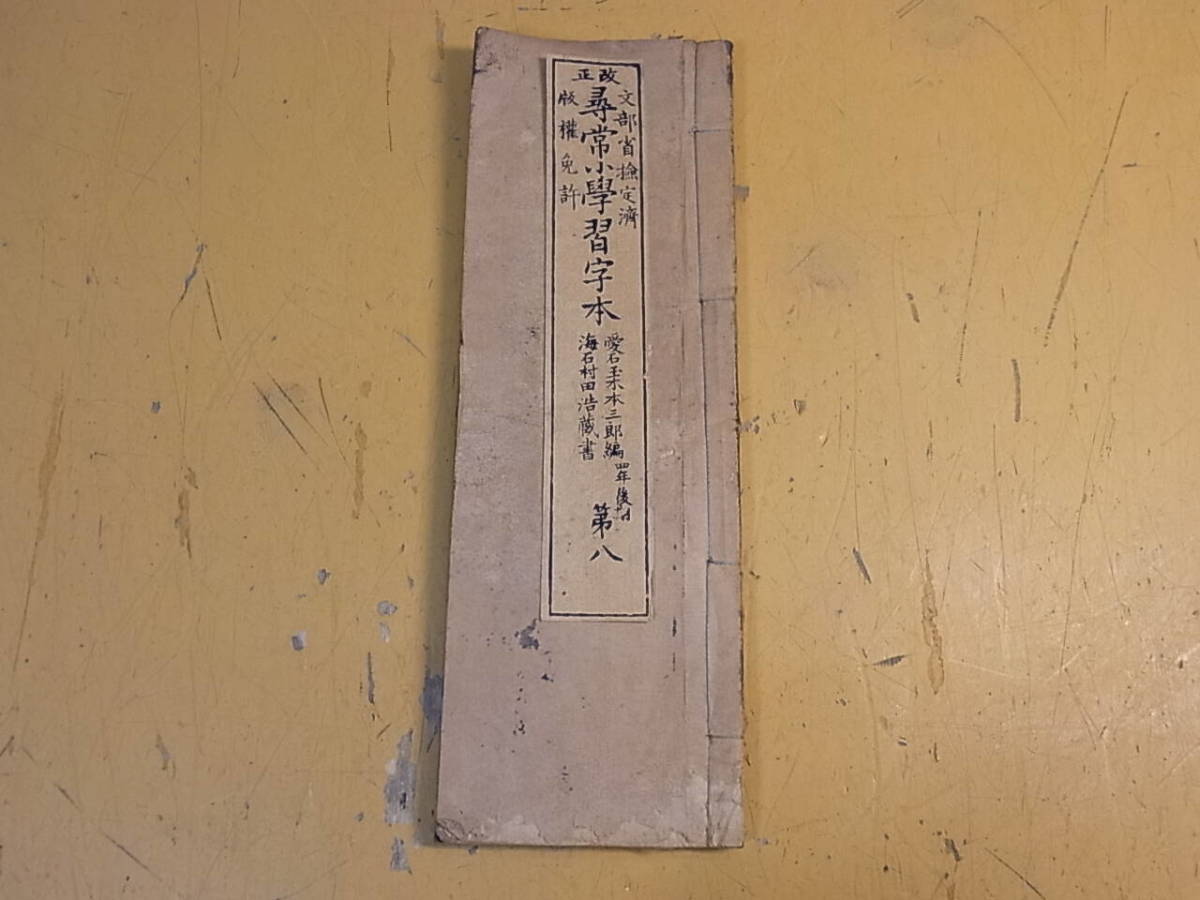 改正
文部省檢定濟
尋常小學習字本
版權免許
愛石玉木本三郎編
海石村田浩藏書
四年後期
第八